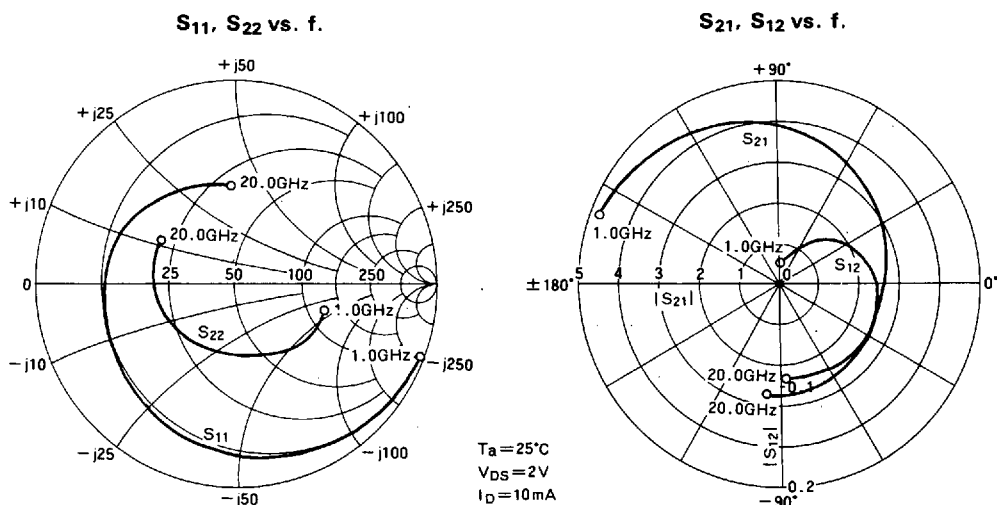 S11, S22 vs. f.
+j50
+j25
+j100
+j10
+j250
20.0GHz
20.0GHz
0
25
50
100
250
1.0GHz
S22
1.0GHz
-j10
-j250
S11
-j25
-j100
-j50
Ta=25°C
VDS=2V
ID=10mA
S21, S12 vs. f.
+90°
S21
1.0GHz
1.0GHz
S12
±180°
5
4
3
2
1
0
0°
|S21|
20.0GHz
0.1
20.0GHz
|S12|
0.2
-90°